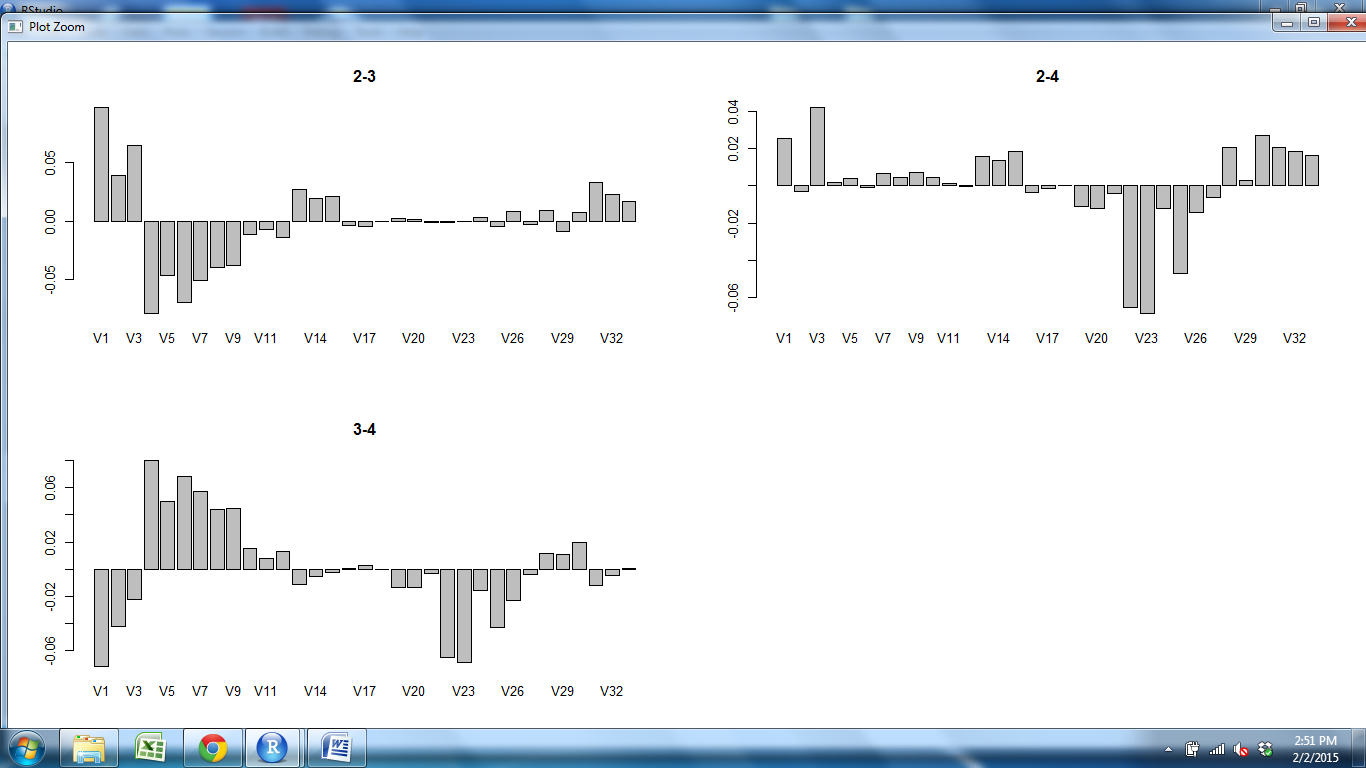 RStudio
Plot Zoom
2-3
0.05
0.00
-0.05
V1 V3 V5 V7 V9 V11 V14 V17 V20 V23 V26 V29 V32
2-4
0.04
0.02
-0.02
-0.06
V1 V3 V5 V7 V9 V11 V14 V17 V20 V23 V26 V29 V32
3-4
0.06
0.02
-0.02
-0.06
V1 V3 V5 V7 V9 V11 V14 V17 V20 V23 V26 V29 V32
R
W
2:51 PM
2/2/2015